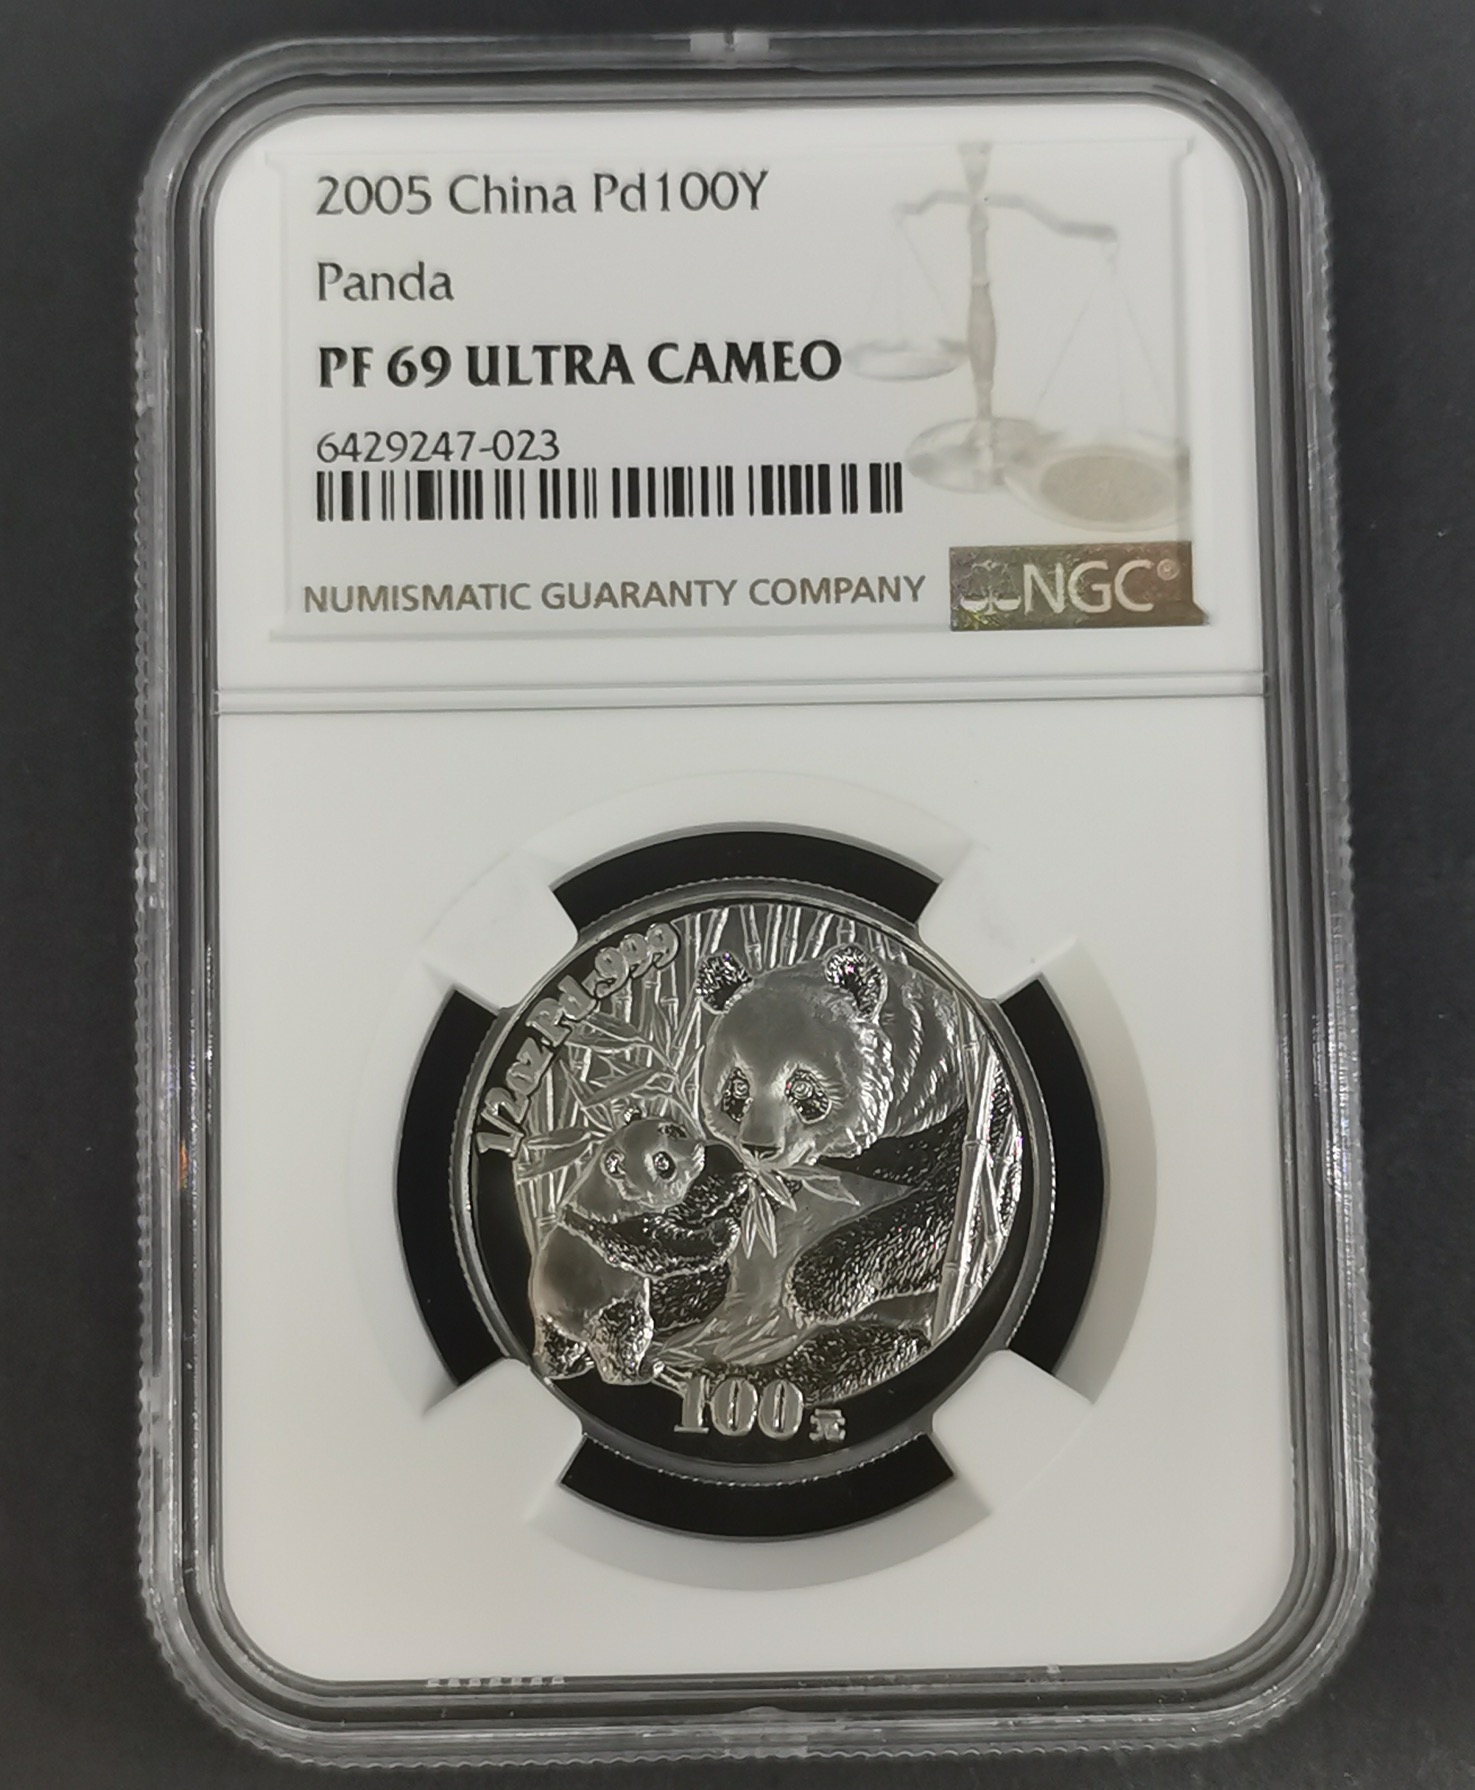 2005 China Pd100Y
Panda
PF 69 ULTRA CAMEO
6429247-023
NUMISMATIC GUARANTY COMPANY
NGC®
1/2oz.Pd.999
100元